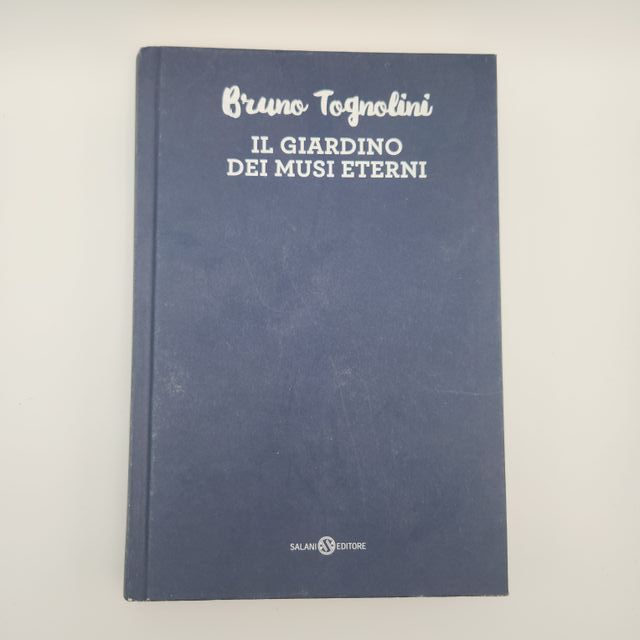 Bruno Tognolini
IL GIARDINO
DEI MUSI ETERNI
SALANI EDITORE